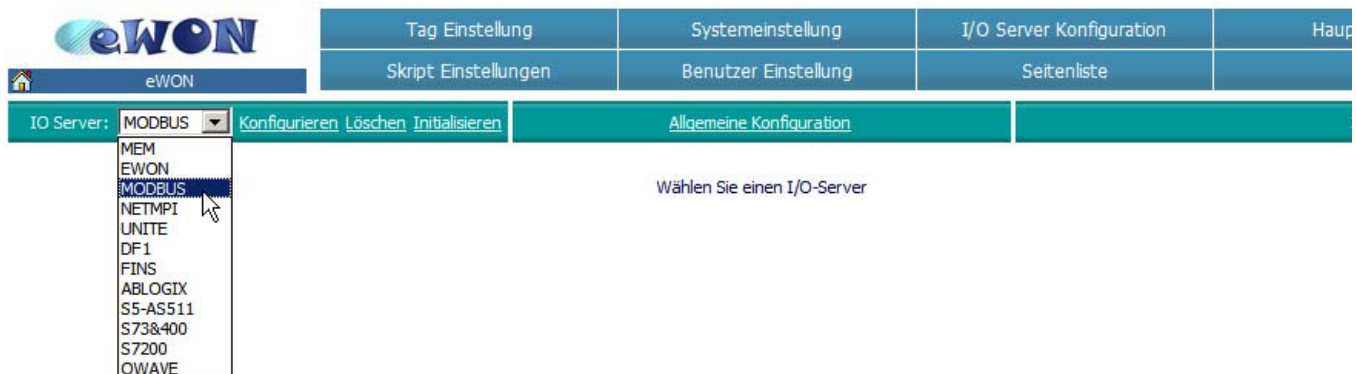 eWON
Tag Einstellung
Systemeinstellung
I/O Server Konfiguration
Haup
eWON
Skript Einstellungen
Benutzer Einstellung
Seitenliste
IO Server: MODBUS Konfigurieren Löschen Initialisieren
Allgemeine Konfiguration
MEM
EWON
MODBUS
NETMPI
UNITE
DF1
FINS
ABLOGIX
S5-AS511
S73&400
S7200
OWAVE
Wählen Sie einen I/O-Server